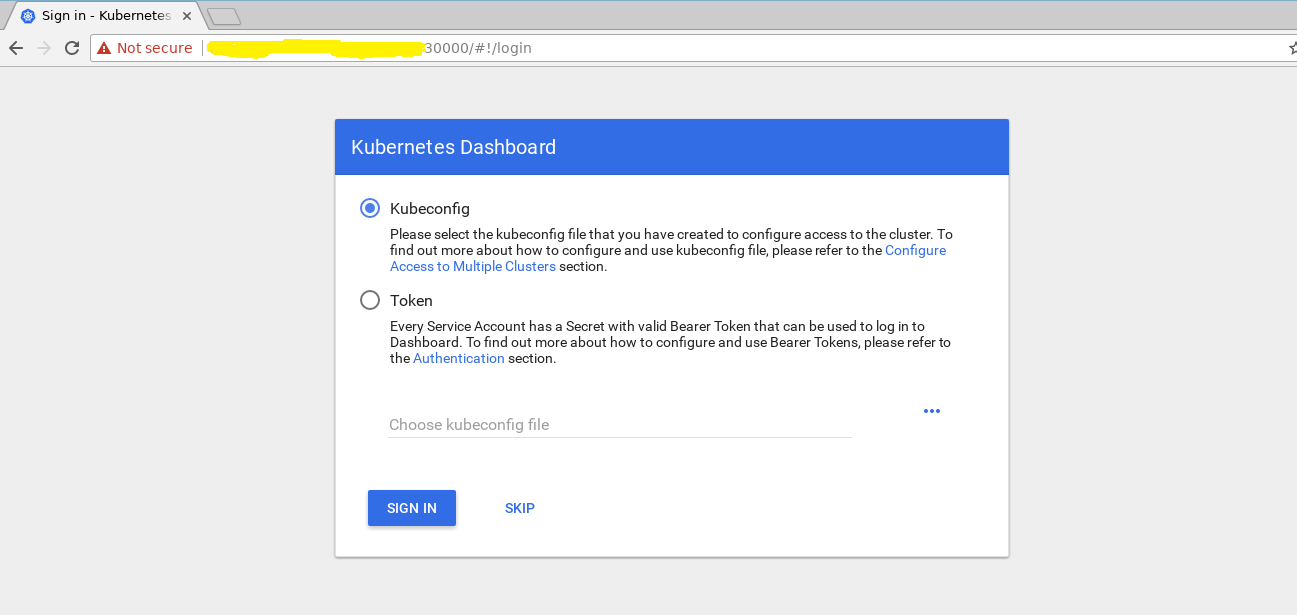 Sign in - Kubernetes
Not secure 30000/#!/login
Kubernetes Dashboard
Kubeconfig
Please select the kubeconfig file that you have created to configure access to the cluster. To
find out more about how to configure and use kubeconfig file, please refer to the Configure
Access to Multiple Clusters section.
Token
Every Service Account has a Secret with valid Bearer Token that can be used to log in to
Dashboard. To find out more about how to configure and use Bearer Tokens, please refer to
the Authentication section.
Choose kubeconfig file
SIGN IN SKIP